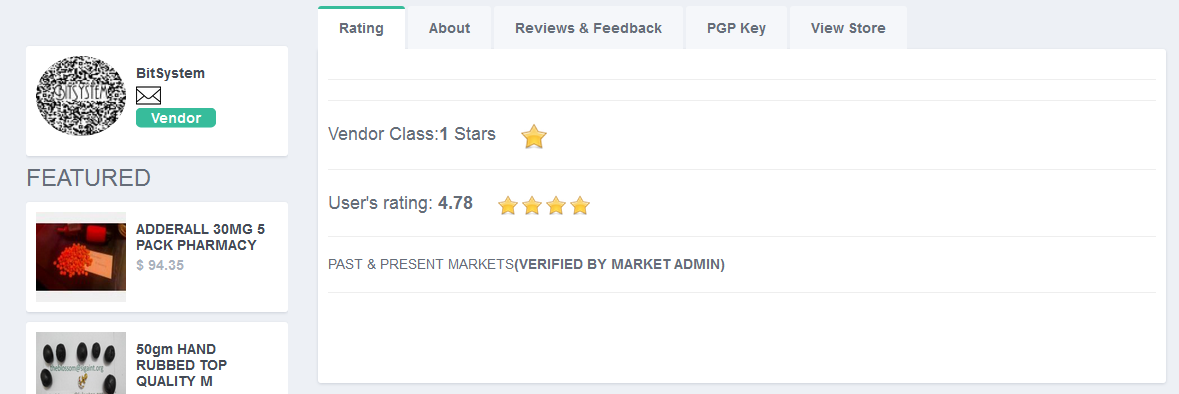 Rating
About
Reviews & Feedback
PGP Key
View Store
BitSystem
BITSYSTEM
Vendor
FEATURED
ADDERALL 30MG 5
PACK PHARMACY
$ 94.35
50gm HAND
RUBBED TOP
QUALITY M
Vendor Class:1 Stars
User's rating: 4.78
PAST & PRESENT MARKETS(VERIFIED BY MARKET ADMIN)